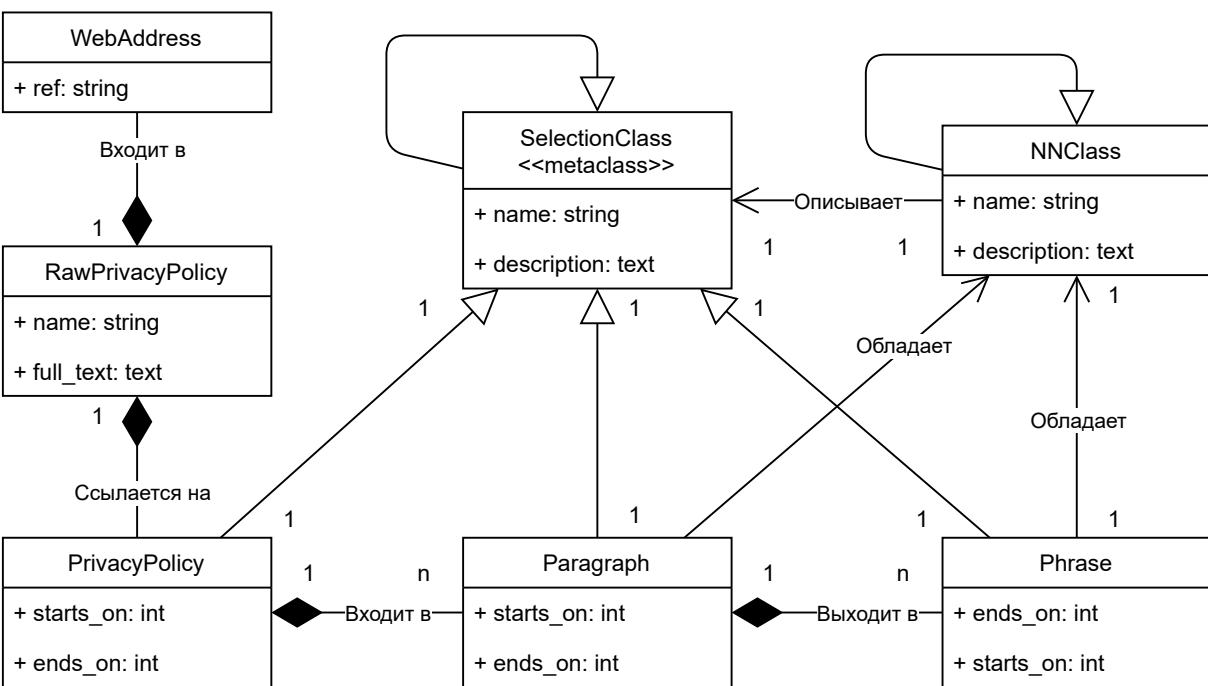 WebAddress
+ ref: string
Входит в
1
RawPrivacyPolicy
+ name: string
+ full_text: text
1
Ссылается на
SelectionClass
<<metaclass>>
+ name: string
+ description: text
Описывает
1
1
NNClass
+ name: string
+ description: text
1
1
1
1
Обладает
Обладает
1
1
1
1
PrivacyPolicy
+ starts_on: int
+ ends_on: int
1
n
Входит в
Paragraph
+ starts_on: int
+ ends_on: int
1
n
Выходит в
Phrase
+ ends_on: int
+ starts_on: int